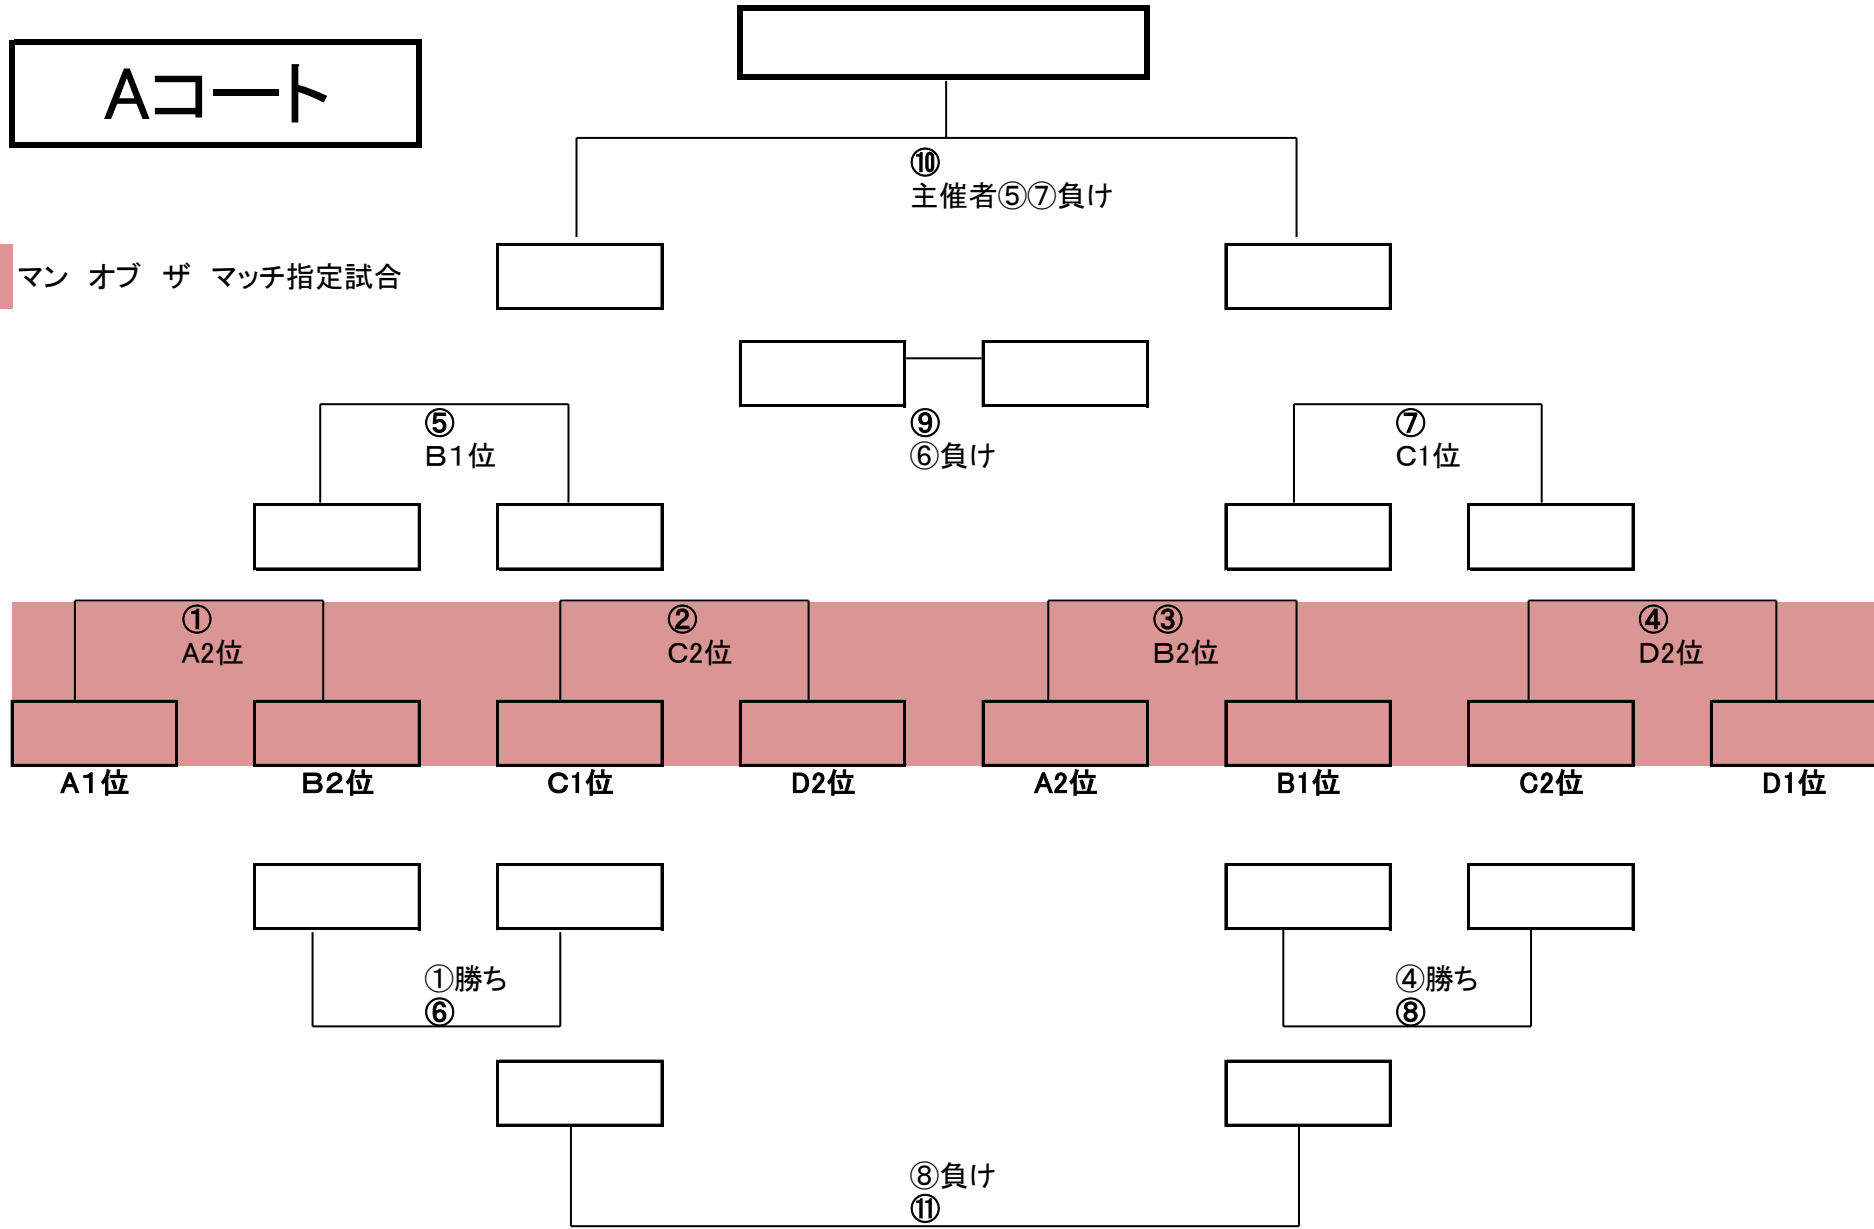 Aコート
⑩
主催者⑤⑦負け
マン オブ ザ マッチ指定試合
⑤
B1位
⑨
⑥負け
⑦
C1位
①
A2位
②
C2位
③
B2位
④
D2位
A1位
B2位
C1位
D2位
A2位
B1位
C2位
D1位
①勝ち
⑥
④勝ち
⑧
⑧負け
⑪